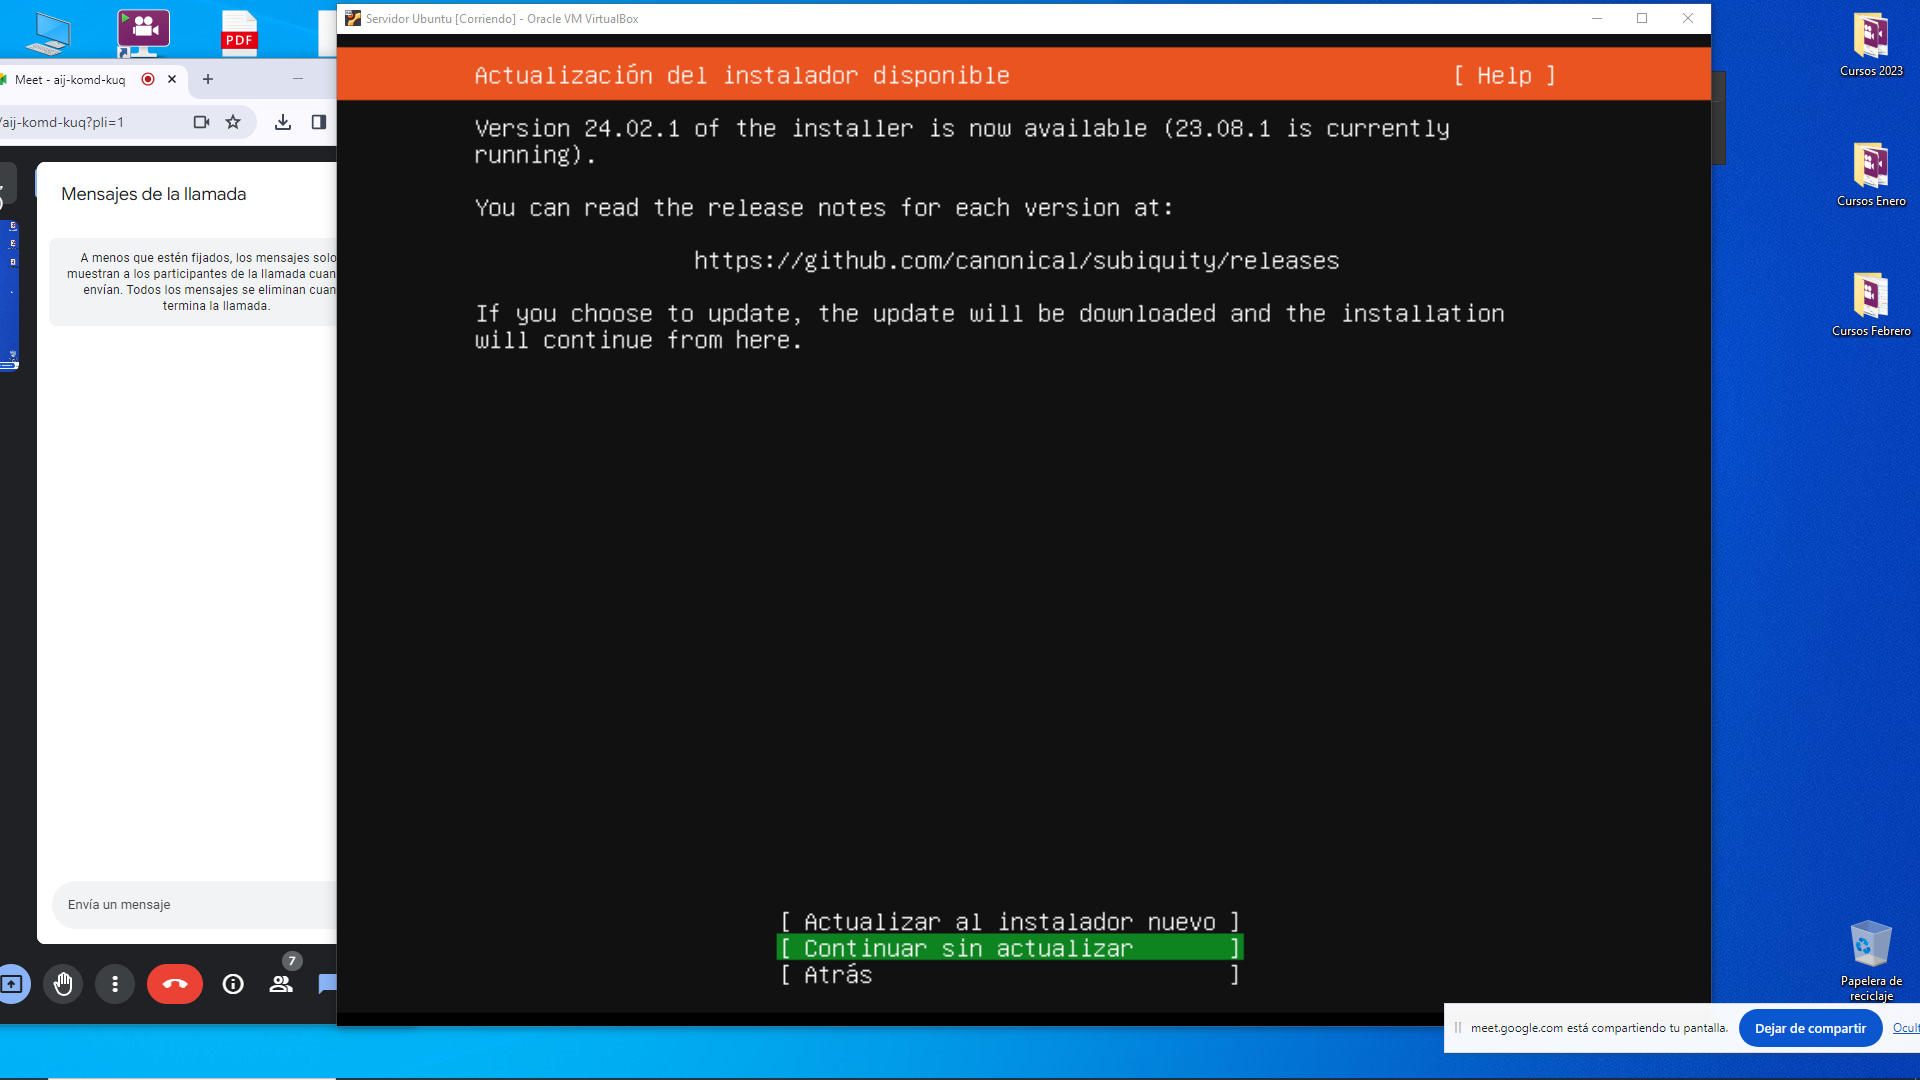 PDF
Meet - aij-komd-kuq
/aij-komd-kuq?pli=1
Mensajes de la llamada
A menos que estén fijados, los mensajes solo
muestran a los participantes de la llamada cuan
envían. Todos los mensajes se eliminan cuan
termina la llamada.
Envía un mensaje
7
Servidor Ubuntu [Corriendo] - Oracle VM VirtualBox
Actualización del instalador disponible
[ Help ]
Version 24.02.1 of the installer is now available (23.08.1 is currently
running).
You can read the release notes for each version at:
https://github.com/canonical/subiquity/releases
If you choose to update, the update will be downloaded and the installation
will continue from here.
[ Actualizar al instalador nuevo ]
[ Continuar sin actualizar ]
[ Atrás ]
Cursos 2023
Cursos Enero
Cursos Febrero
Papelera de
reciclaje
meet.google.com está compartiendo tu pantalla.
Dejar de compartir
Ocult